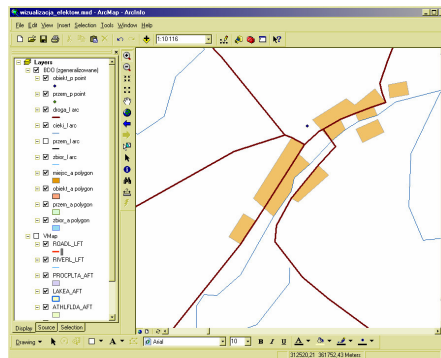 wizualizacja_efektow.mxd - ArcMap - ArcInfo
File Edit View Insert Selection Tools Window Help
1:10 116
Layers
BDO (zgeneralizowane)
obiekt_p point
przem_p point
droga_l arc
cieki_l arc
przem_l arc
zbior_l arc
miejsc_a polygon
obiekt_a polygon
przem_a polygon
zbior_a polygon
VMap
ROADL_LFT
RIVERL_LFT
PROCPLTA_AFT
LAKEA_AFT
ATHLFLDA_AFT
Display Source Selection
Drawing
A
Arial
10
B I U A
312520,21 361752,43 Meters